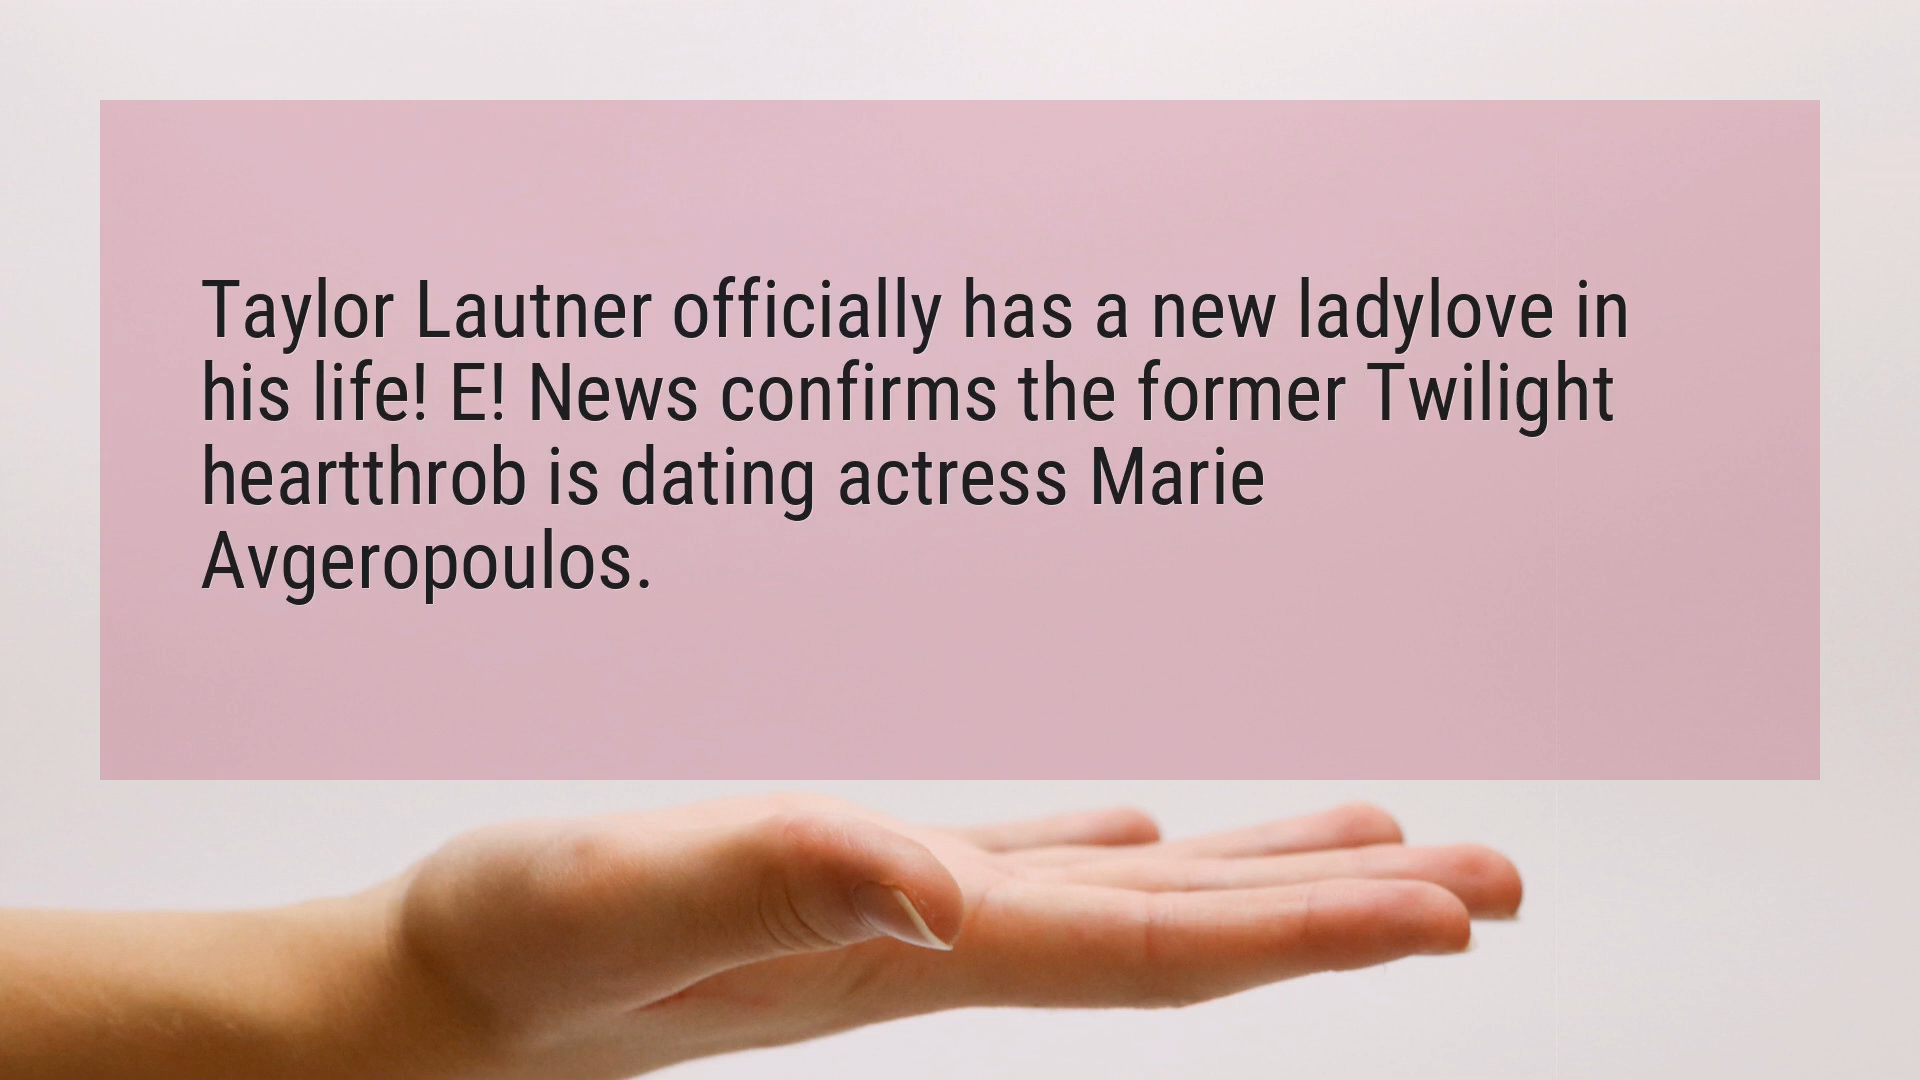 Taylor Lautner officially has a new ladylove in
his life! E! News confirms the former Twilight
heartthrob is dating actress Marie
Avgeropoulos.